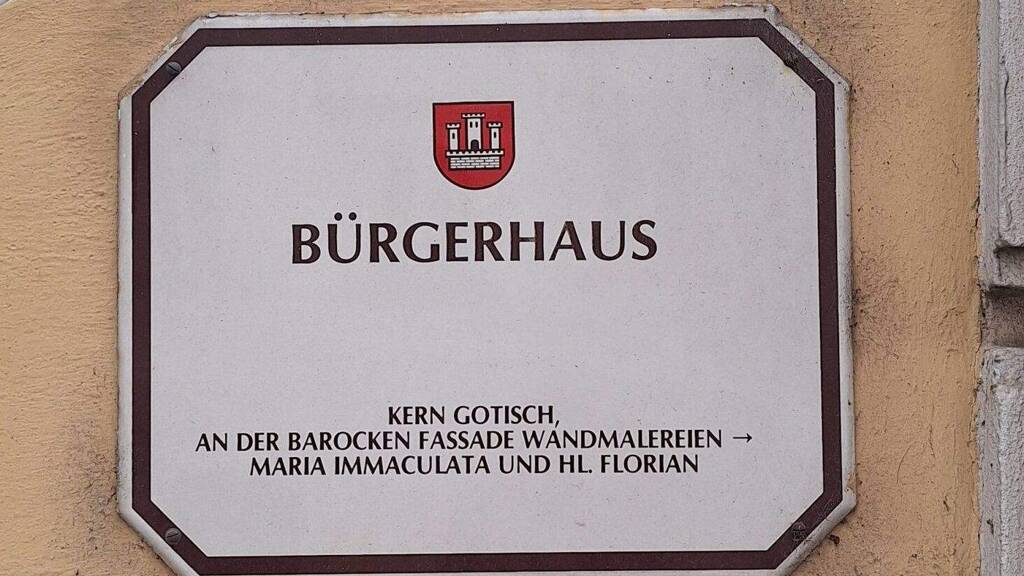 BÜRGERHAUS
KERN GOTISCH,
AN DER BAROCKEN FASSADE WANDMALEREIEN →
MARIA IMMACULATA UND HL. FLORIAN